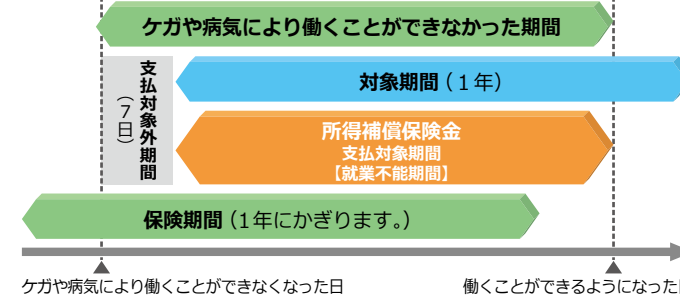 ケガや病気により働くことができなかった期間
支払対象外期間
（7日）
対象期間（1年）
所得補償保険金
支払対象期間
【就業不能期間】
保険期間（1年にかぎります。）
ケガや病気により働くことができなくなった日
働くことができるようになった